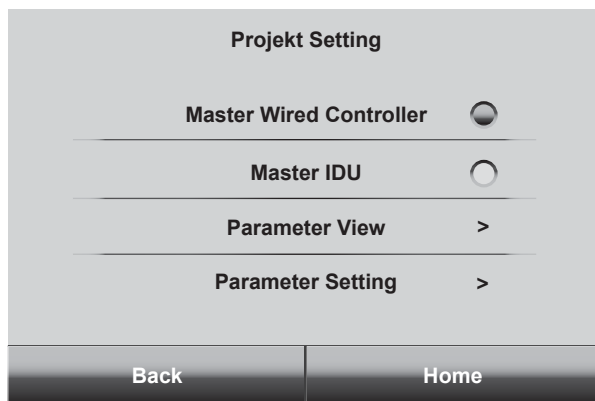 Projekt Setting
Master Wired Controller
Master IDU
Parameter View >
Parameter Setting >
Back Home